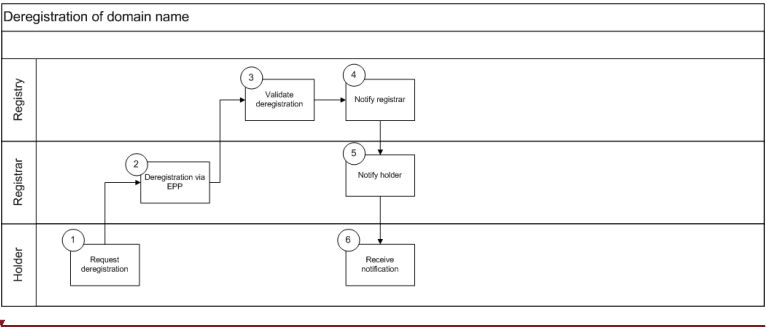 Deregistration of domain name
Registry
3
Validate
deregistration
4
Notify registrar
Registrar
2
Deregistration via
EPP
5
Notify holder
Holder
1
Request
deregistration
6
Receive
notification